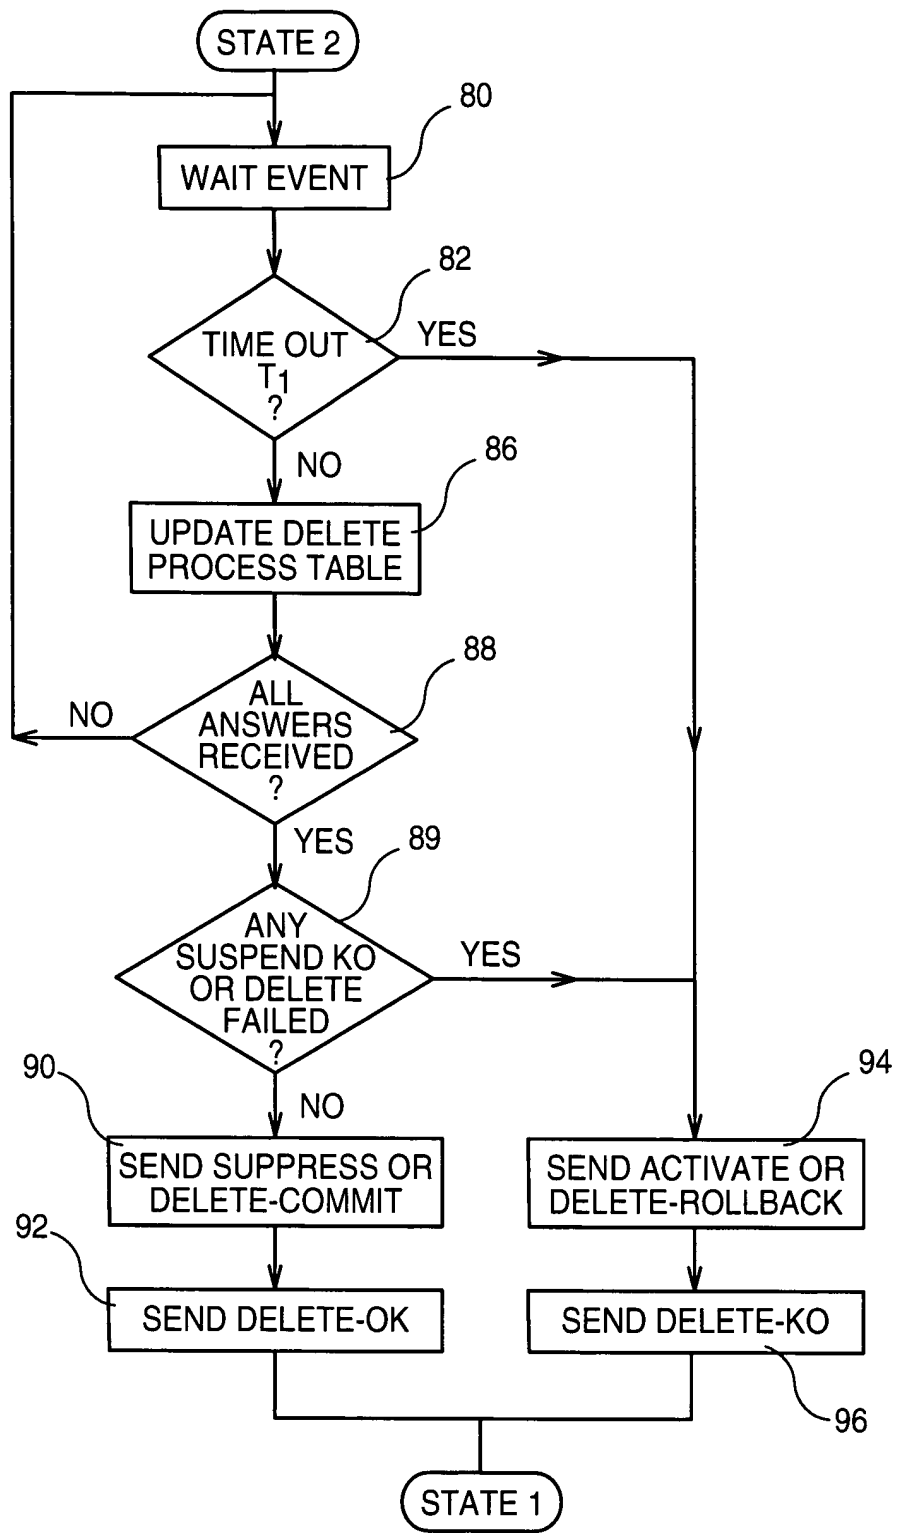 STATE 2
80
WAIT EVENT
82
TIME OUT
T1
?
YES
NO
86
UPDATE DELETE
PROCESS TABLE
88
ALL
ANSWERS
RECEIVED
?
NO
YES
89
ANY
SUSPEND KO
OR DELETE
FAILED
?
YES
NO
90
SEND SUPPRESS OR
DELETE-COMMIT
94
SEND ACTIVATE OR
DELETE-ROLLBACK
92
SEND DELETE-OK
SEND DELETE-KO
96
STATE 1